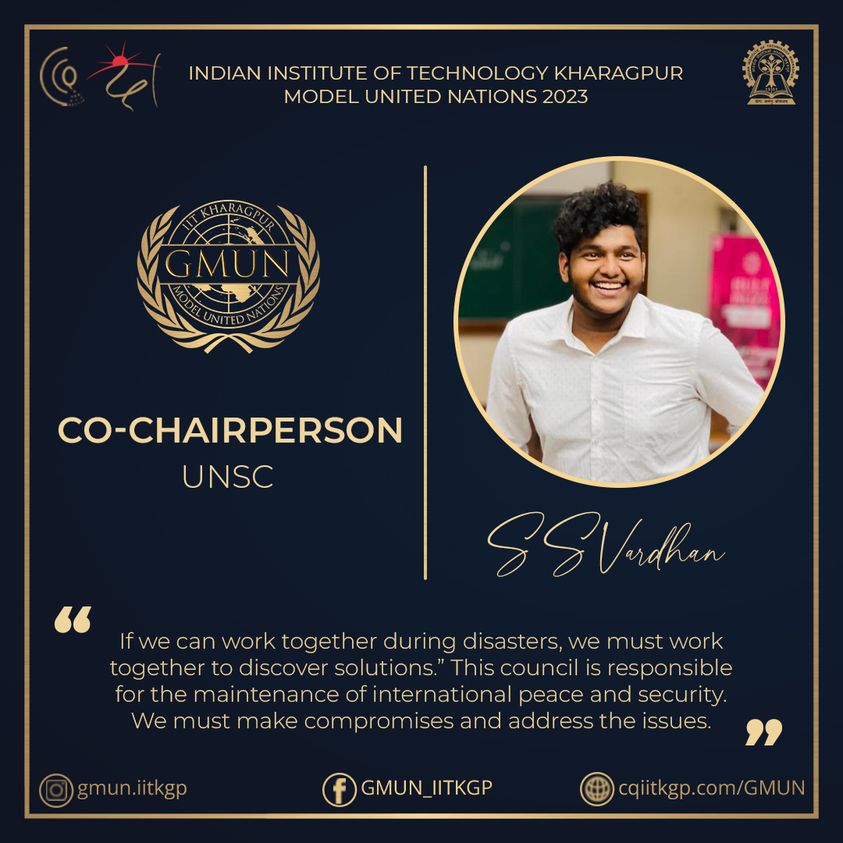 INDIAN INSTITUTE OF TECHNOLOGY KHARAGPUR
MODEL UNITED NATIONS 2023
IIT KHARAGPUR
GMUN
MODEL UNITED NATIONS
CO-CHAIRPERSON
UNSC
S S Vardhan
“
If we can work together during disasters, we must work
together to discover solutions.” This council is responsible
for the maintenance of international peace and security.
We must make compromises and address the issues.
”
gmun.iitkgp
GMUN_IITKGP
cqiitkgp.com/GMUN